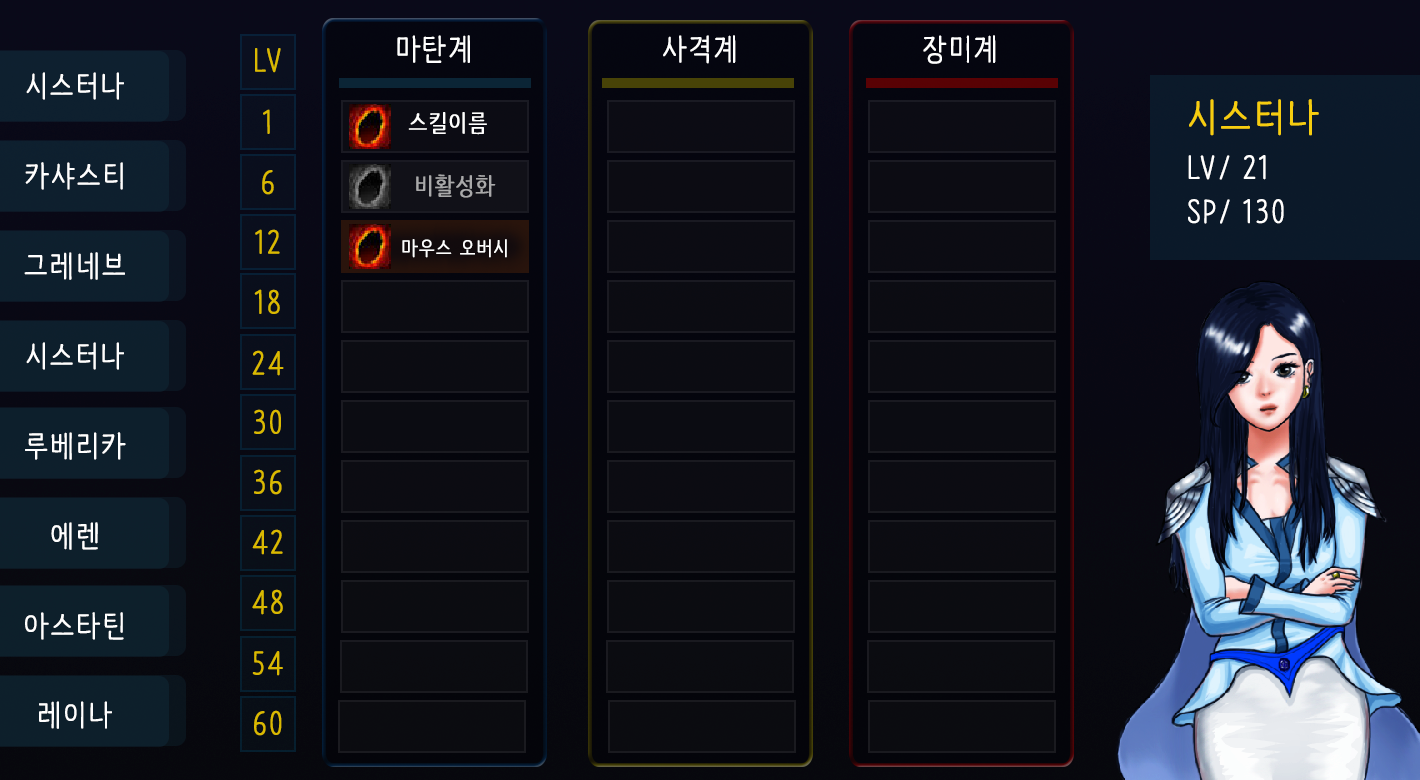 시스터나
카샤스티
그레네브
시스터나
루베리카
에렌
아스타틴
레이나
LV
1
6
12
18
24
30
36
42
48
54
60
마탄계
스킬이름
비활성화
마우스 오버시
사격계
장미계
시스터나
LV/ 21
SP/ 130